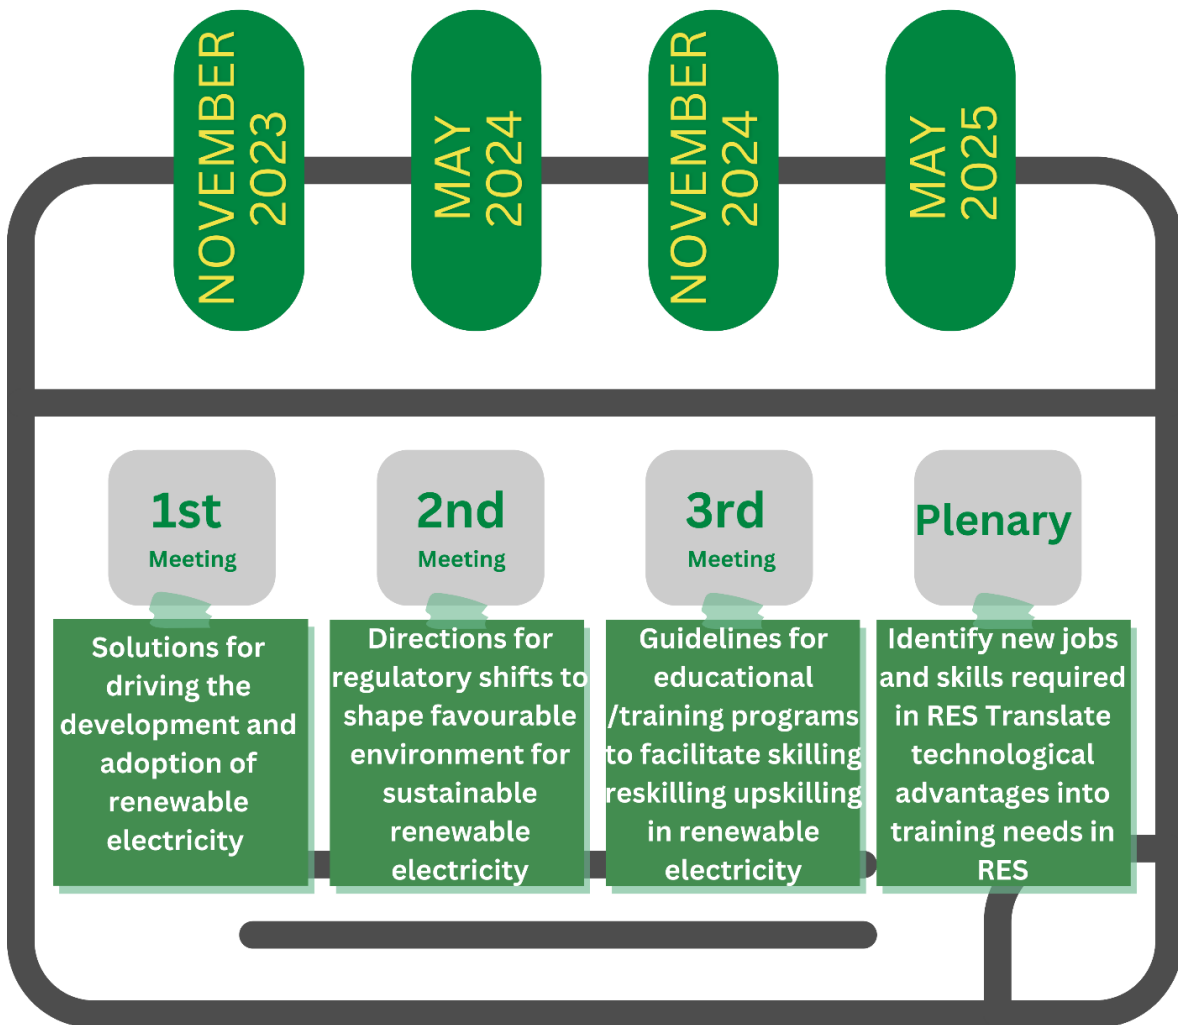 NOVEMBER
2023
MAY
2024
NOVEMBER
2024
MAY
2025
1st
Meeting
2nd
Meeting
3rd
Meeting
Plenary
Solutions for
driving the
development and
adoption of
renewable
electricity
Directions for
regulatory shifts to
shape favourable
environment for
sustainable
renewable
electricity
Guidelines for
educational
/training programs
to facilitate skilling
reskilling upskilling
in renewable
electricity
Identify new jobs
and skills required
in RES Translate
technological
advantages into
training needs in
RES